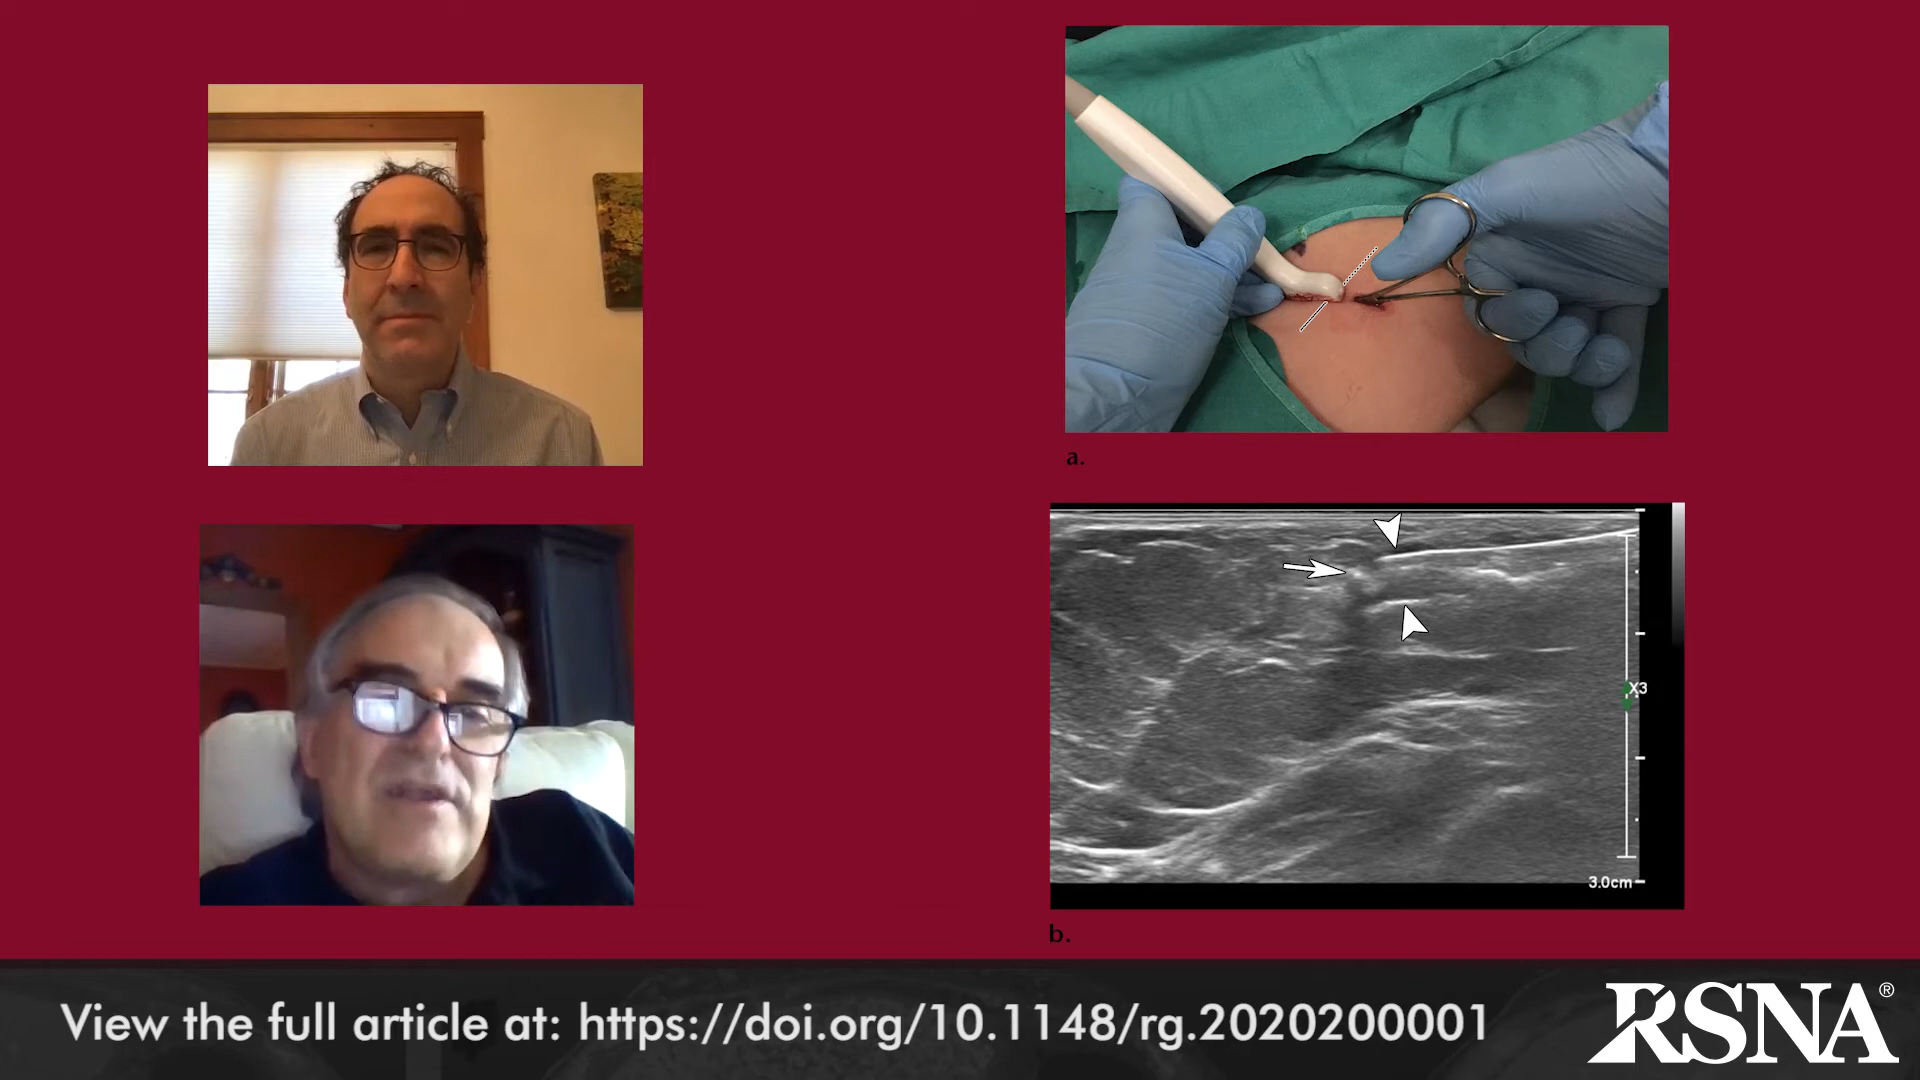 a.
X3
3.0cm
b.
View the full article at: https://doi.org/10.1148/rg.2020200001
RSNA®